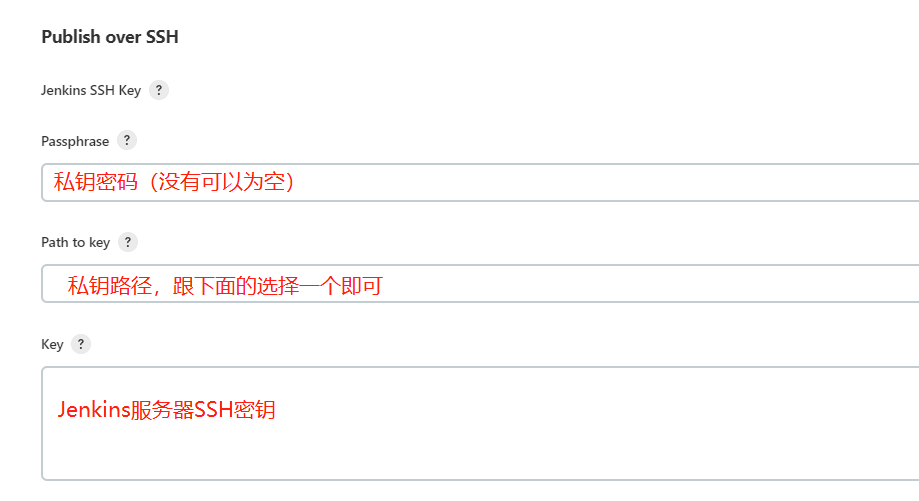 Publish over SSH
Jenkins SSH Key ?
Passphrase ?
私钥密码（没有可以为空）
Path to key ?
私钥路径，跟下面的选择一个即可
Key ?
Jenkins服务器SSH密钥